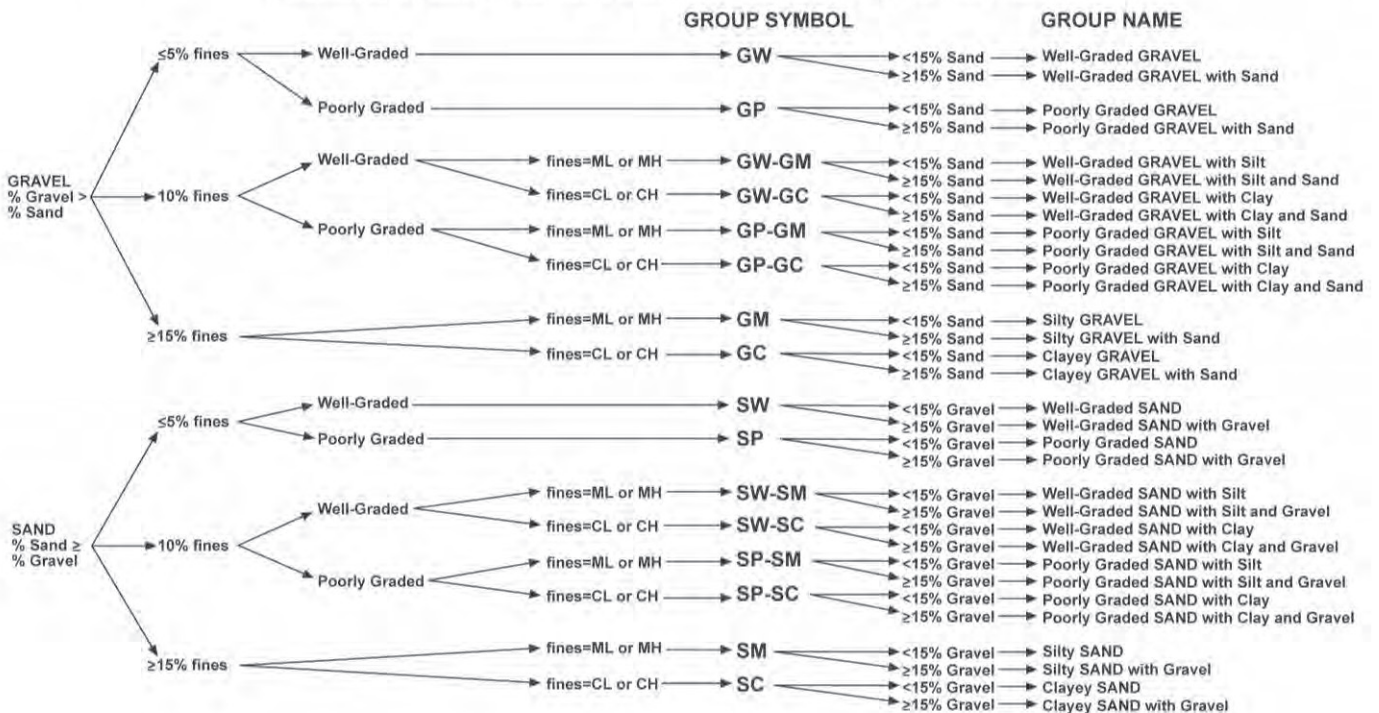 GROUP SYMBOL GROUP NAME
≤5% fines Well-Graded GW <15% Sand Well-Graded GRAVEL
≥15% Sand Well-Graded GRAVEL with Sand
Poorly Graded GP <15% Sand Poorly Graded GRAVEL
≥15% Sand Poorly Graded GRAVEL with Sand
GRAVEL
% Gravel >
% Sand
10% fines Well-Graded fines=ML or MH GW-GM <15% Sand Well-Graded GRAVEL with Silt
≥15% Sand Well-Graded GRAVEL with Silt and Sand
fines=CL or CH GW-GC <15% Sand Well-Graded GRAVEL with Clay
≥15% Sand Well-Graded GRAVEL with Clay and Sand
Poorly Graded fines=ML or MH GP-GM <15% Sand Poorly Graded GRAVEL with Silt
≥15% Sand Poorly Graded GRAVEL with Silt and Sand
fines=CL or CH GP-GC <15% Sand Poorly Graded GRAVEL with Clay
≥15% Sand Poorly Graded GRAVEL with Clay and Sand
≥15% fines fines=ML or MH GM <15% Sand Silty GRAVEL
≥15% Sand Silty GRAVEL with Sand
fines=CL or CH GC <15% Sand Clayey GRAVEL
≥15% Sand Clayey GRAVEL with Sand
≤5% fines Well-Graded SW <15% Gravel Well-Graded SAND
≥15% Gravel Well-Graded SAND with Gravel
Poorly Graded SP <15% Gravel Poorly Graded SAND
≥15% Gravel Poorly Graded SAND with Gravel
SAND
% Sand ≥
% Gravel
10% fines Well-Graded fines=ML or MH SW-SM <15% Gravel Well-Graded SAND with Silt
≥15% Gravel Well-Graded SAND with Silt and Gravel
fines=CL or CH SW-SC <15% Gravel Well-Graded SAND with Clay
≥15% Gravel Well-Graded SAND with Clay and Gravel
Poorly Graded fines=ML or MH SP-SM <15% Gravel Poorly Graded SAND with Silt
≥15% Gravel Poorly Graded SAND with Silt and Gravel
fines=CL or CH SP-SC <15% Gravel Poorly Graded SAND with Clay
≥15% Gravel Poorly Graded SAND with Clay and Gravel
≥15% fines fines=ML or MH SM <15% Gravel Silty SAND
≥15% Gravel Silty SAND with Gravel
fines=CL or CH SC <15% Gravel Clayey SAND
≥15% Gravel Clayey SAND with Gravel